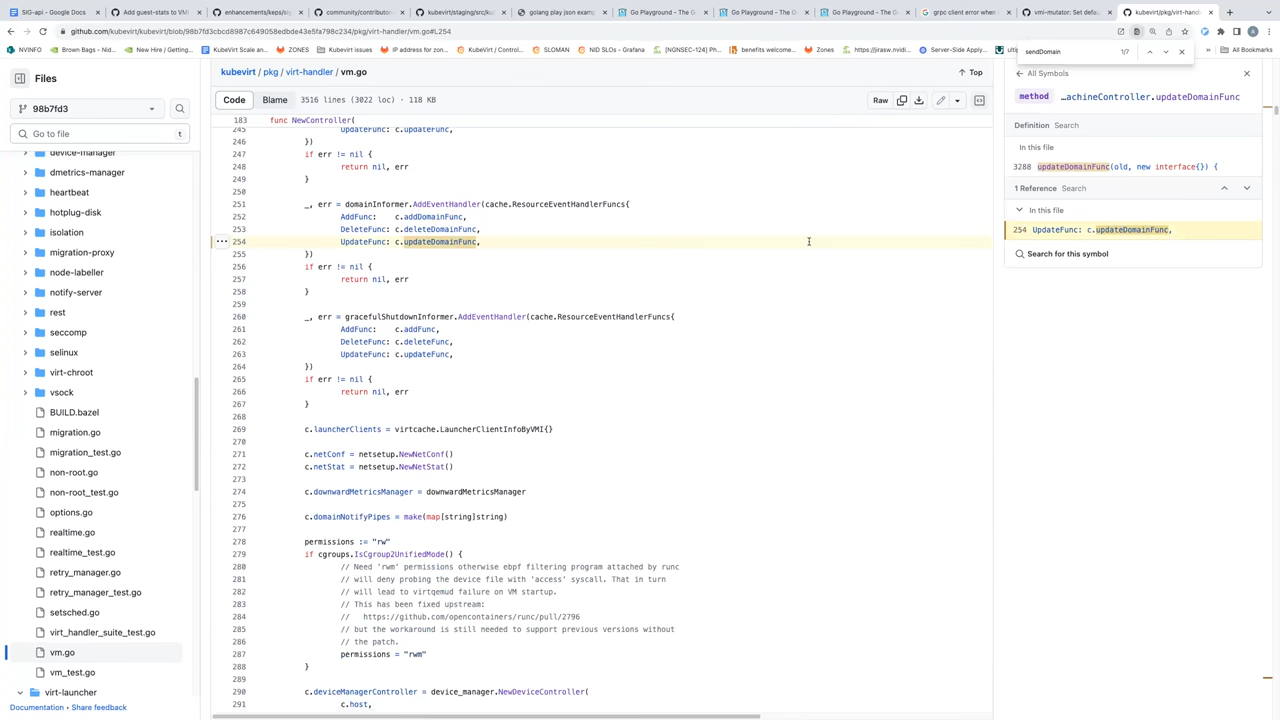 SIG-api - Google Docs
Add guest-stats to VM
enhancements/keps/sig
community/contributor
kubevirt/staging/src/ku
golang play json exam
Go Playground - The G
Go Playground - The G
Go Playground - The G
grpc client error when
vmi-mutator: Set defau
kubevirt/pkg/virt-handl
github.com/kubevirt/kubevirt/blob/98b7fd3cbcd8987c649058edbde43e5fa798c234/pkg/virt-handler/vm.go#L254
NVINFO
Brown Bags - Nvid...
New Hire / Getting...
KubeVirt Scale an...
ZONES
Kubevirt issues
IP address for zon...
KubeVirt / Control...
SLOMAN
NID SLOs – Grafana
(NGNSEC-124) Ph...
benefits welcome...
Zones
https://jirasw.nvidi...
Server-Side Apply...
All Bookmarks
sendDomain
1/7
Files
98b7fd3
Go to file
t
device-manager
dmetrics-manager
heartbeat
hotplug-disk
isolation
migration-proxy
node-labeller
notify-server
rest
seccomp
selinux
virt-chroot
vsock
BUILD.bazel
migration.go
migration_test.go
non-root.go
non-root_test.go
options.go
realtime.go
realtime_test.go
retry_manager.go
retry_manager_test.go
setsched.go
virt_handler_suite_test.go
vm.go
vm_test.go
virt-launcher
Documentation • Share feedback
kubevirt / pkg / virt-handler / vm.go
Top
Code
Blame
3516 lines (3022 loc) · 118 KB
Raw
183 func NewController(
245 UpdateFunc: c.updateFunc,
246 })
247 if err != nil {
248 return nil, err
249 }
250
251 _, err = domainInformer.AddEventHandler(cache.ResourceEventHandlerFuncs{
252 AddFunc: c.addDomainFunc,
253 DeleteFunc: c.deleteDomainFunc,
254 UpdateFunc: c.updateDomainFunc,
255 })
256 if err != nil {
257 return nil, err
258 }
259
260 _, err = gracefulShutdownInformer.AddEventHandler(cache.ResourceEventHandlerFuncs{
261 AddFunc: c.addFunc,
262 DeleteFunc: c.deleteFunc,
263 UpdateFunc: c.updateFunc,
264 })
265 if err != nil {
266 return nil, err
267 }
268
269 c.launcherClients = virtcache.LauncherClientInfoByVMI{}
270
271 c.netConf = netsetup.NewNetConf()
272 c.netStat = netsetup.NewNetStat()
273
274 c.downwardMetricsManager = downwardMetricsManager
275
276 c.domainNotifyPipes = make(map[string]string)
277
278 permissions := "rw"
279 if cgroups.IsCgroup2UnifiedMode() {
280 // Need 'rwm' permissions otherwise ebpf filtering program attached by runc
281 // will deny probing the device file with 'access' syscall. That in turn
282 // will lead to virtqemud failure on VM startup.
283 // This has been fixed upstream:
284 // https://github.com/opencontainers/runc/pull/2796
285 // but the workaround is still needed to support previous versions without
286 // the patch.
287 permissions = "rwm"
288 }
289
290 c.deviceManagerController = device_manager.NewDeviceController(
291 c.host,
All Symbols
method ...achineController.updateDomainFunc
Definition Search
In this file
3288 updateDomainFunc(old, new interface{}) {
1 Reference Search
In this file
254 UpdateFunc: c.updateDomainFunc,
Search for this symbol